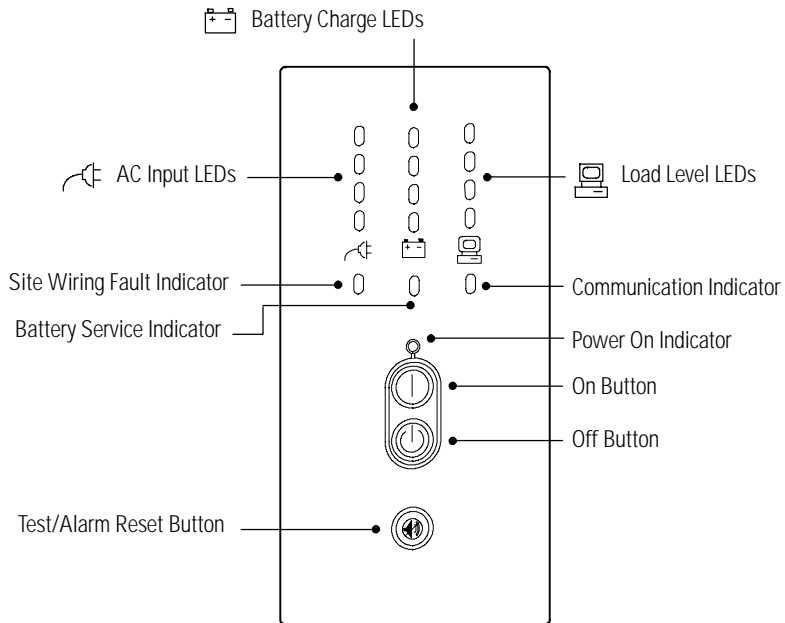 Battery Charge LEDs
AC Input LEDs
Load Level LEDs
Site Wiring Fault Indicator
Communication Indicator
Battery Service Indicator
Power On Indicator
On Button
Off Button
Test/Alarm Reset Button